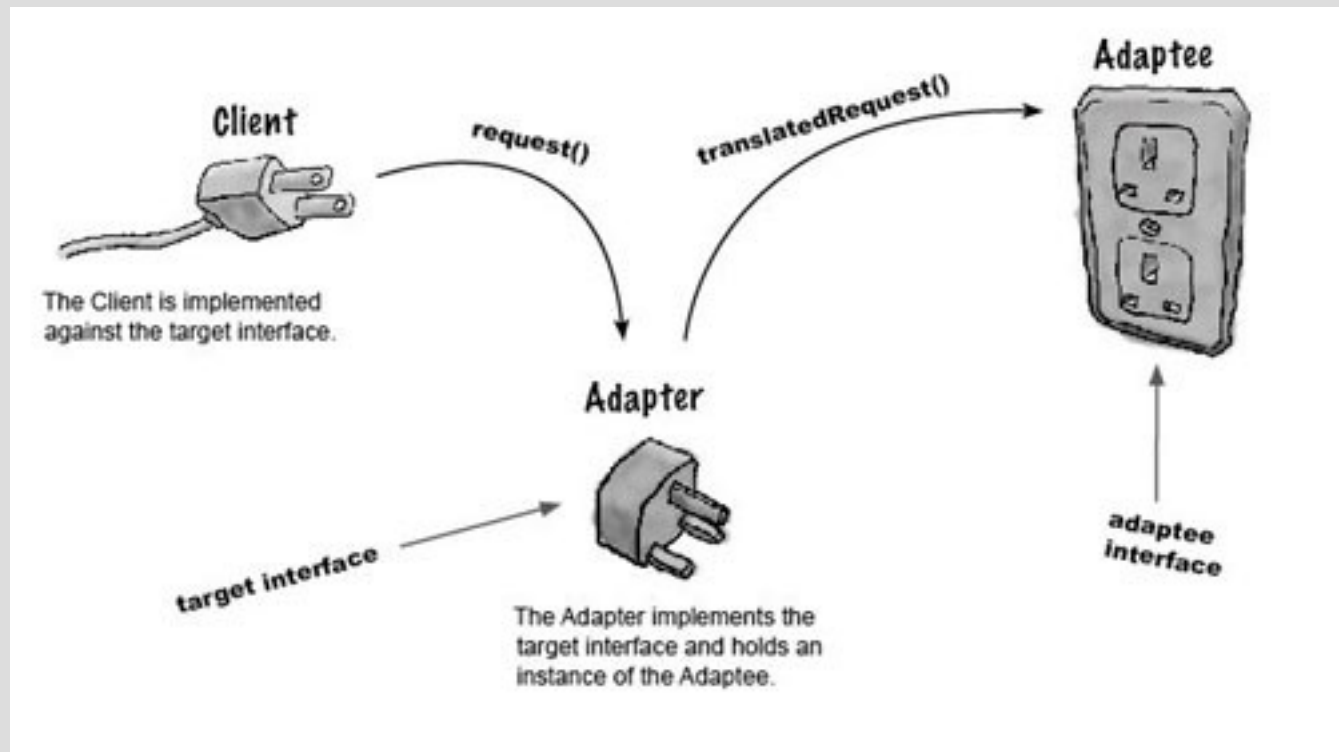 Adaptee
Client
request()
translatedRequest()
The Client is implemented
against the target interface.
Adapter
target interface
adaptee
interface
The Adapter implements the
target interface and holds an
instance of the Adaptee.